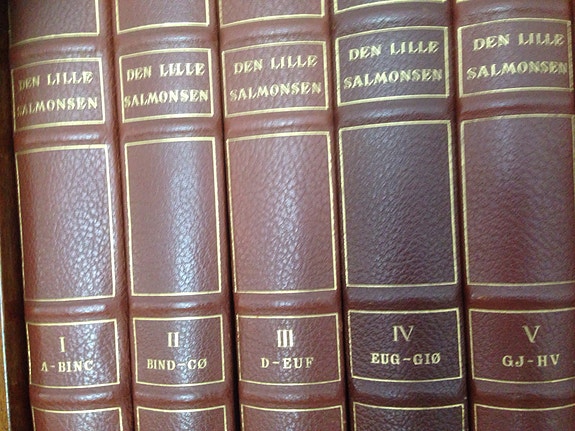 DEN LILLE
SALMONSEN
I
A-BINC
DEN LILLE
SALMONSEN
II
BIND-CØ
DEN LILLE
SALMONSEN
III
D-EUF
DEN LILLE
SALMONSEN
IV
EUG-GIØ
DEN LILLE
SALMONSEN
V
GJ-HV